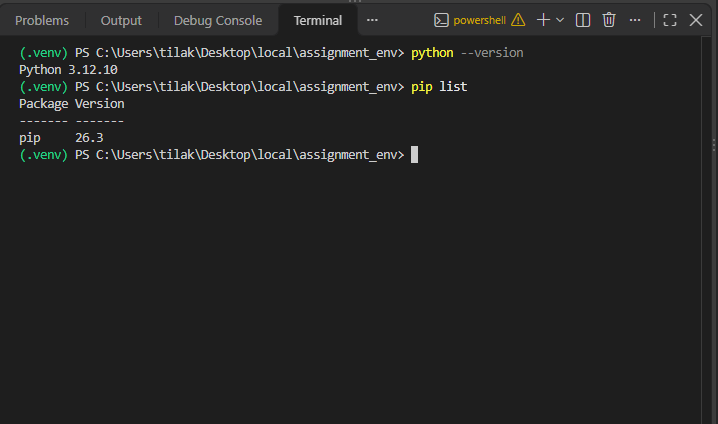 Problems Output Debug Console Terminal ··· powershell ···
(.venv) PS C:\Users\tilak\Desktop\local\assignment_env> python --version
Python 3.12.10
(.venv) PS C:\Users\tilak\Desktop\local\assignment_env> pip list
Package Version
------- -------
pip     26.3
(.venv) PS C:\Users\tilak\Desktop\local\assignment_env>